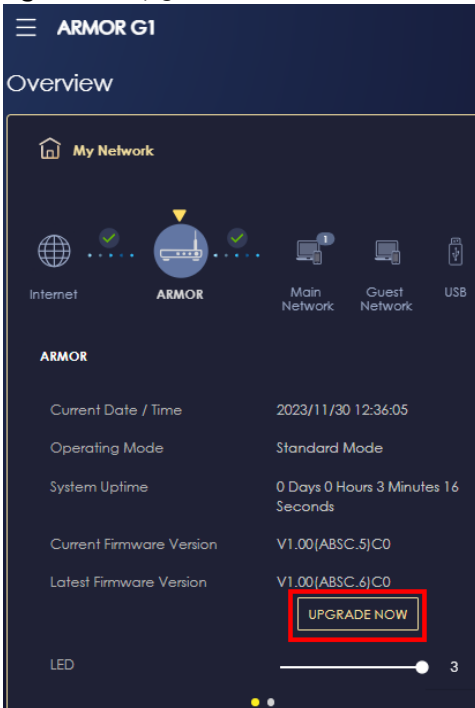 ARMOR G1
Overview
My Network
1
Internet
ARMOR
Main
Network
Guest
Network
USB
ARMOR
Current Date / Time 2023/11/30 12:36:05
Operating Mode Standard Mode
System Uptime 0 Days 0 Hours 3 Minutes 16
Seconds
Current Firmware Version V1.00(ABSC.5)C0
Latest Firmware Version V1.00(ABSC.6)C0
UPGRADE NOW
LED 3